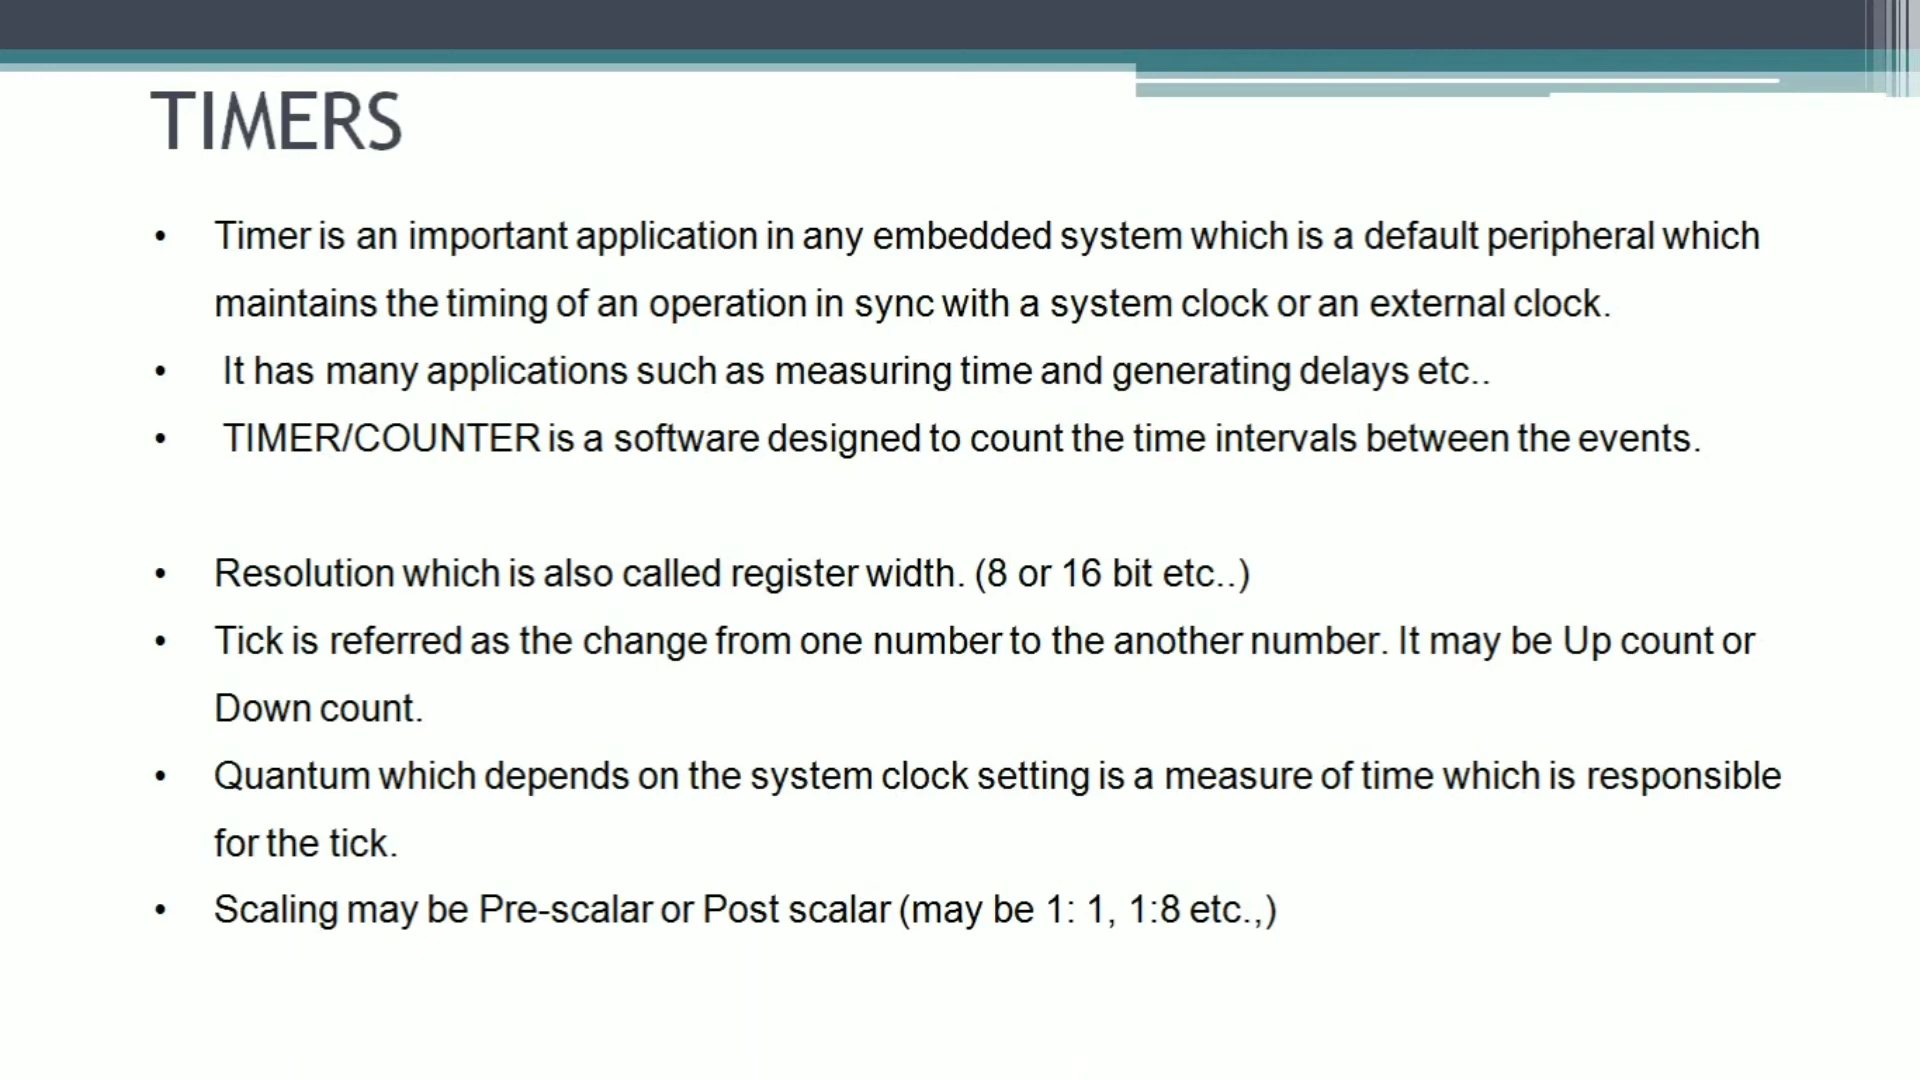 TIMERS
• Timer is an important application in any embedded system which is a default peripheral which
maintains the timing of an operation in sync with a system clock or an external clock.
• It has many applications such as measuring time and generating delays etc..
• TIMER/COUNTER is a software designed to count the time intervals between the events.
• Resolution which is also called register width. (8 or 16 bit etc..)
• Tick is referred as the change from one number to the another number. It may be Up count or
Down count.
• Quantum which depends on the system clock setting is a measure of time which is responsible
for the tick.
• Scaling may be Pre-scalar or Post scalar (may be 1: 1, 1:8 etc.,)